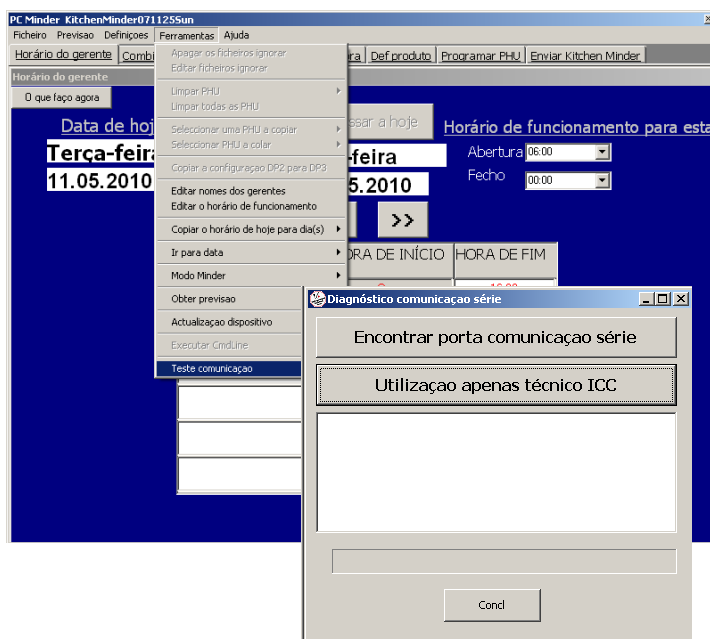 PC Minder KitchenMinder071125Sun
Ficheiro Previsao Definiçoes Ferramentas Ajuda
Horário do gerente Combi ra Def produto Programar PHU Enviar Kitchen Minder
Horário do gerente
O que faço agora
Apagar os ficheiros ignorar
Editar ficheiros ignorar
Limpar PHU
Limpar todas as PHU
Seleccionar uma PHU a copiar
Seleccionar PHU a colar
Copiar a configuraçao DP2 para DP3
Editar nomes dos gerentes
Editar o horário de funcionamento
Copiar o horário de hoje para dia(s)
Ir para data
Modo Minder
Obter previsao
Actualizaçao dispositivo
Executar CmdLine
Teste comunicaçao
Data de hoj
Terça-feir
11.05.2010
ssar a hoje
-feira
5.2010
>>
Horário de funcionamento para esta
Abertura 06:00
Fecho 00:00
ORA DE INÍCIO HORA DE FIM
Diagnóstico comunicaçao série
Encontrar porta comunicaçao série
Utilizaçao apenas técnico ICC
Concl